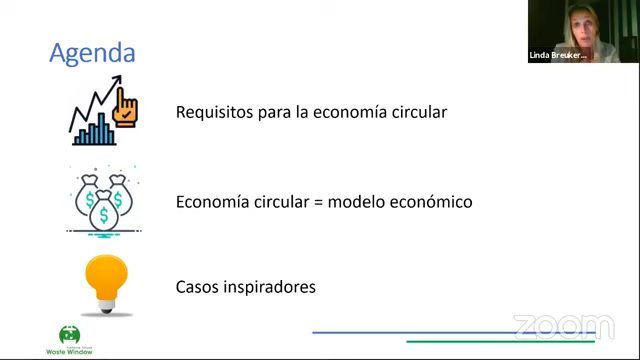 Agenda
Linda Breuker...
Requisitos para la economía circular
$ $ $
Economía circular = modelo económico
Casos inspiradores
Waste Window
zoom